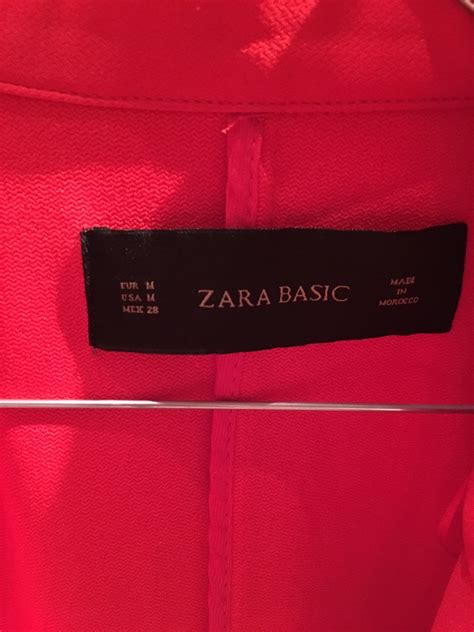 EUR M
USA M
MEX 28
ZARA BASIC
MADE
IN
MOROCCO